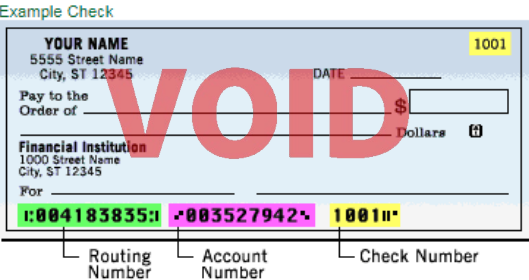 Example Check
YOUR NAME
1001
5555 Street Name
City, ST 12345
DATE
Pay to the
Order of
$
Dollars
VOID
Financial Institution
1000 Street Name
City, ST 12345
For
⑆004183835⑆ ⑈003527942⑈ 1001⑈
Routing Number
Account Number
Check Number